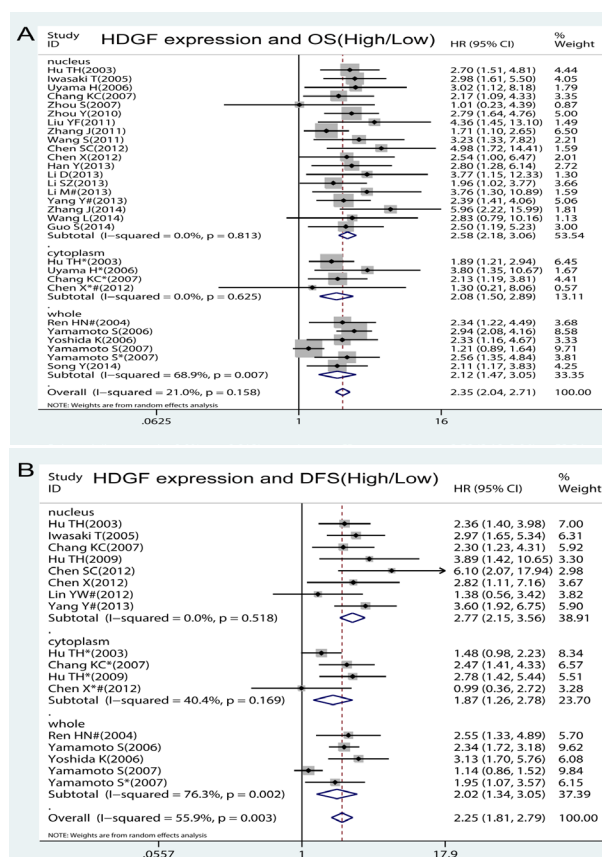 A
Study HDGF expression and OS(High/Low) %
ID HR (95% CI) Weight
nucleus
Hu TH(2003) 2.70 (1.51, 4.81) 4.44
Iwasaki T(2005) 2.98 (1.61, 5.50) 4.05
Uyama H(2006) 3.02 (1.12, 8.18) 1.79
Chang KC(2007) 2.17 (1.09, 4.33) 3.35
Zhou S(2007) 1.01 (0.23, 4.39) 0.87
Zhou Y(2010) 2.79 (1.64, 4.76) 5.00
Liu YF(2011) 4.36 (1.45, 13.10) 1.49
Zhang J(2011) 1.71 (1.10, 2.65) 6.50
Wang S(2011) 3.23 (1.33, 7.82) 2.21
Chen SC(2012) 4.98 (1.72, 14.41) 1.59
Chen X(2012) 2.54 (1.00, 6.47) 2.01
Han Y(2013) 2.80 (1.28, 6.14) 2.72
Li D(2013) 3.77 (1.15, 12.33) 1.30
Li SZ(2013) 1.96 (1.02, 3.77) 3.66
Li M#(2013) 3.76 (1.30, 10.89) 1.59
Yang Y#(2013) 2.39 (1.41, 4.06) 5.06
Zhang J(2014) 5.96 (2.22, 15.99) 1.81
Wang L(2014) 2.83 (0.79, 10.16) 1.13
Guo S(2014) 2.50 (1.19, 5.23) 3.00
Subtotal (I-squared = 0.0%, p = 0.813) 2.58 (2.18, 3.06) 53.54
.
cytoplasm
Hu TH*(2003) 1.89 (1.21, 2.94) 6.45
Uyama H*(2006) 3.80 (1.35, 10.67) 1.67
Chang KC*(2007) 2.13 (1.19, 3.81) 4.41
Chen X*#(2012) 1.30 (0.21, 8.06) 0.57
Subtotal (I-squared = 0.0%, p = 0.625) 2.08 (1.50, 2.89) 13.11
.
whole
Ren HN#(2004) 2.34 (1.22, 4.49) 3.68
Yamamoto S(2006) 2.94 (2.08, 4.16) 8.58
Yoshida K(2006) 2.33 (1.16, 4.67) 3.33
Yamamoto S(2007) 1.21 (0.89, 1.64) 9.71
Yamamoto S*(2007) 2.56 (1.35, 4.84) 3.81
Song Y(2014) 2.11 (1.17, 3.83) 4.25
Subtotal (I-squared = 68.9%, p = 0.007) 2.12 (1.47, 3.05) 33.35
.
Overall (I-squared = 21.0%, p = 0.158) 2.35 (2.04, 2.71) 100.00
NOTE: Weights are from random effects analysis
.0625 1 16
B
Study HDGF expression and DFS(High/Low) %
ID HR (95% CI) Weight
nucleus
Hu TH(2003) 2.36 (1.40, 3.98) 7.00
Iwasaki T(2005) 2.97 (1.65, 5.34) 6.31
Chang KC(2007) 2.30 (1.23, 4.31) 5.92
Hu TH(2009) 3.89 (1.42, 10.65) 3.30
Chen SC(2012) 6.10 (2.07, 17.94) 2.98
Chen X(2012) 2.82 (1.11, 7.16) 3.67
Lin YW#(2012) 1.38 (0.56, 3.42) 3.82
Yang Y#(2013) 3.60 (1.92, 6.75) 5.90
Subtotal (I-squared = 0.0%, p = 0.518) 2.77 (2.15, 3.56) 38.91
.
cytoplasm
Hu TH*(2003) 1.48 (0.98, 2.23) 8.34
Chang KC*(2007) 2.47 (1.41, 4.33) 6.57
Hu TH*(2009) 2.78 (1.42, 5.44) 5.51
Chen X*#(2012) 0.99 (0.36, 2.72) 3.28
Subtotal (I-squared = 40.4%, p = 0.169) 1.87 (1.26, 2.78) 23.70
.
whole
Ren HN#(2004) 2.55 (1.33, 4.89) 5.70
Yamamoto S(2006) 2.34 (1.72, 3.18) 9.62
Yoshida K(2006) 3.13 (1.70, 5.76) 6.08
Yamamoto S(2007) 1.14 (0.86, 1.52) 9.84
Yamamoto S*(2007) 1.95 (1.07, 3.57) 6.15
Subtotal (I-squared = 76.3%, p = 0.002) 2.02 (1.34, 3.05) 37.39
.
Overall (I-squared = 55.9%, p = 0.003) 2.25 (1.81, 2.79) 100.00
NOTE: Weights are from random effects analysis
.0557 1 17.9